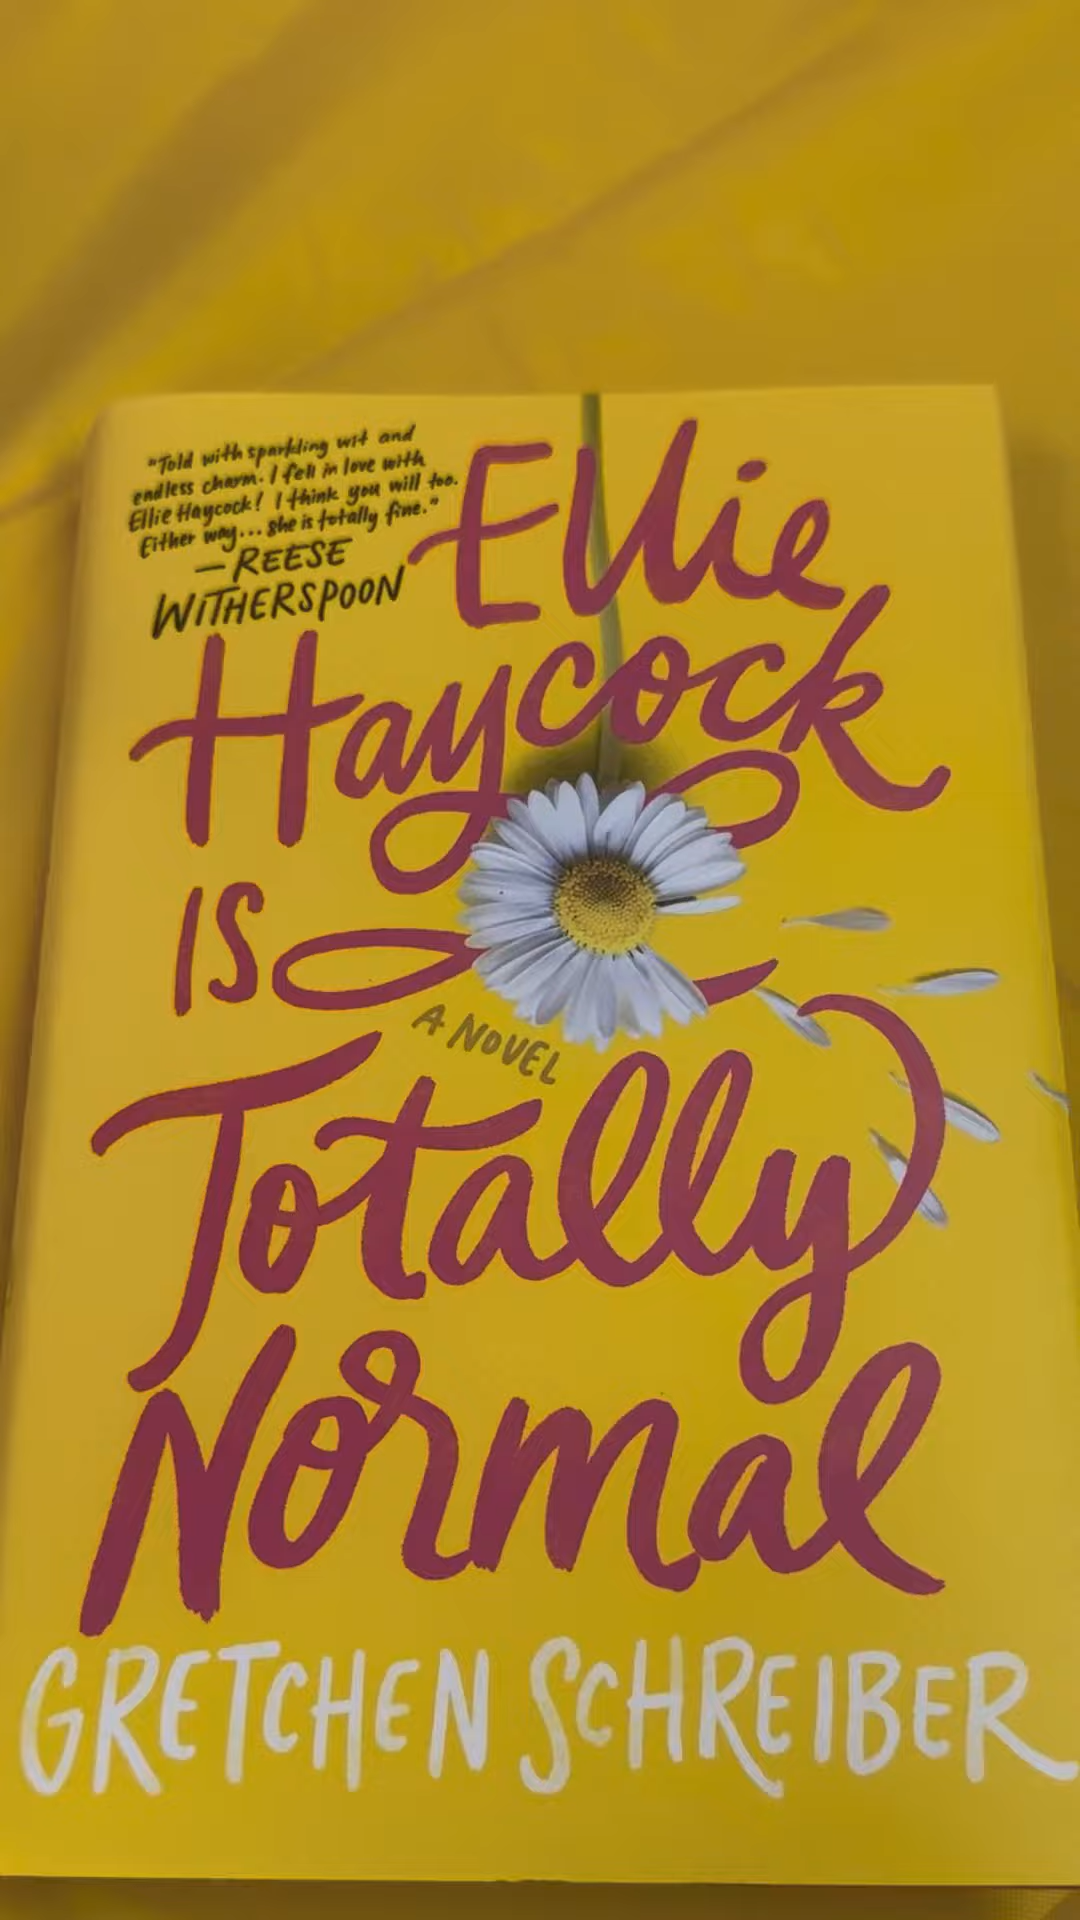 "Told with sparkling wit and
endless charm. I fell in love with
Ellie Haycock! I think you will too.
Either way... she is totally fine."
—REESE
WITHERSPOON
Ellie
Haycock
IS
A NOVEL
Totally
Normal
GRETCHEN SCHREIBER